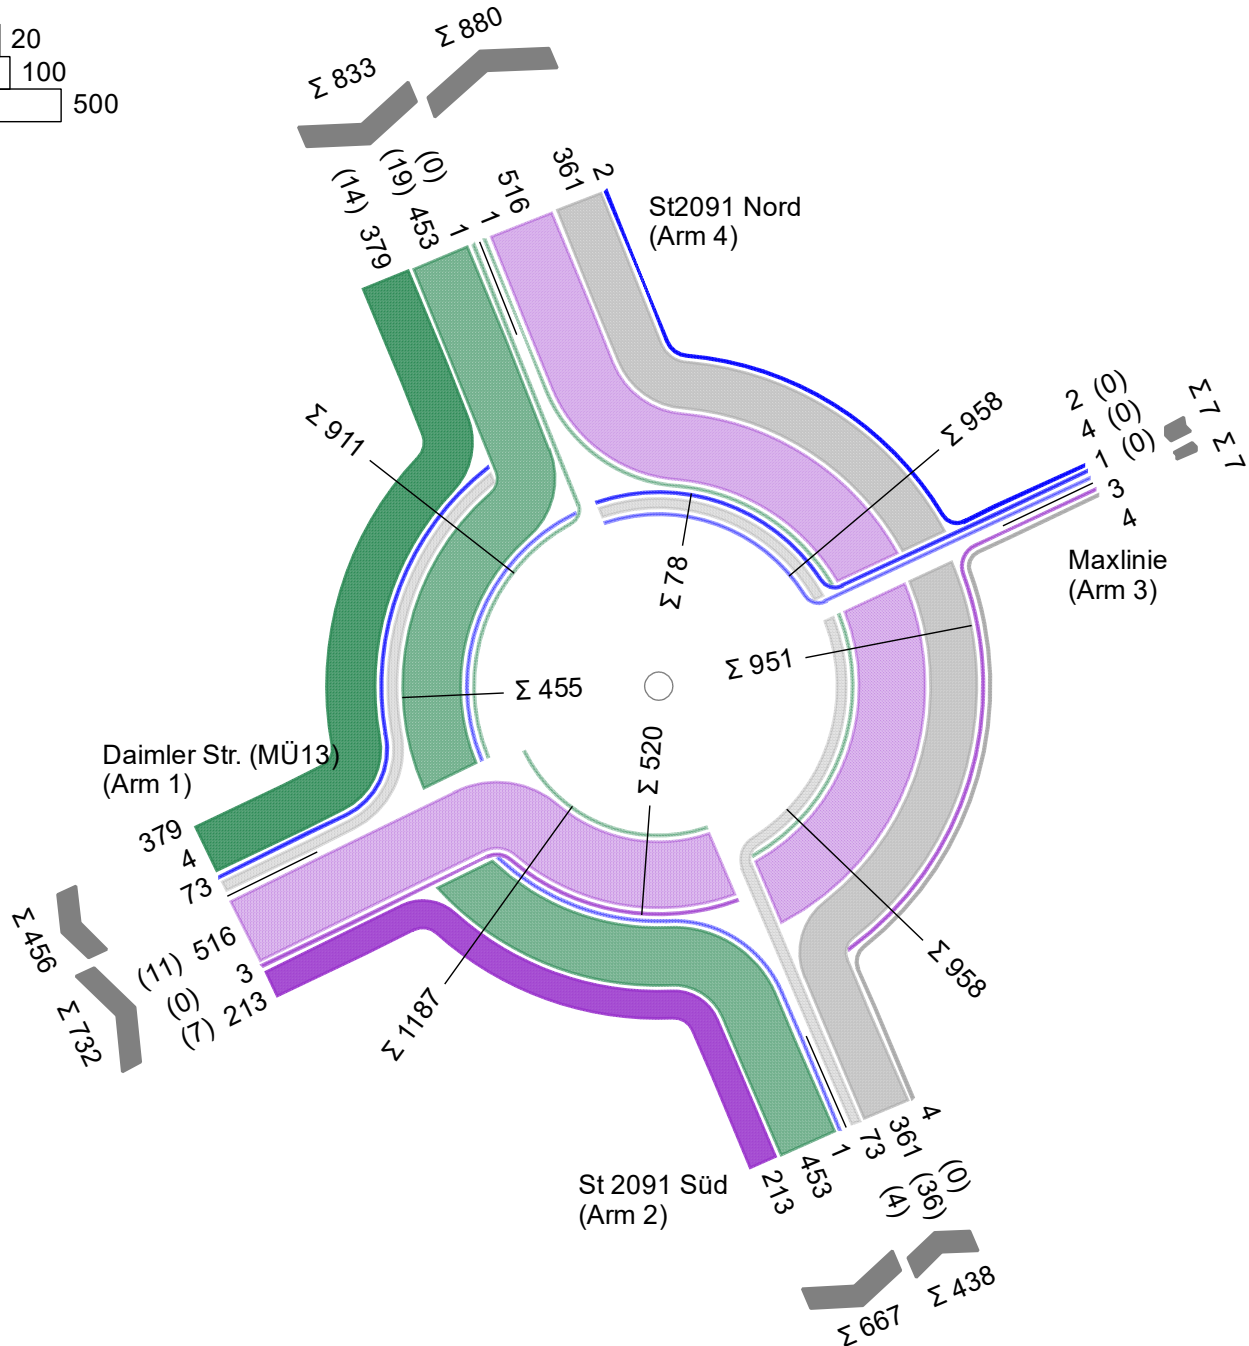 20
100
500
Σ 833
Σ 880
(14) 379
(19) 453
(0) 1
1
516
361
2
St2091 Nord
(Arm 4)
Σ 911
Σ 958
2 (0)
4 (0)
1 (0)
3
4
Σ 7
Σ 7
Maxlinie
(Arm 3)
Σ 78
Σ 951
Σ 455
Σ 520
Daimler Str. (MÜ13)
(Arm 1)
379
4
73
(11) 516
(0) 3
(7) 213
Σ 456
Σ 732
Σ 1187
Σ 958
St 2091 Süd
(Arm 2)
213
453
1
73 (4)
361 (36)
4 (0)
Σ 667
Σ 438